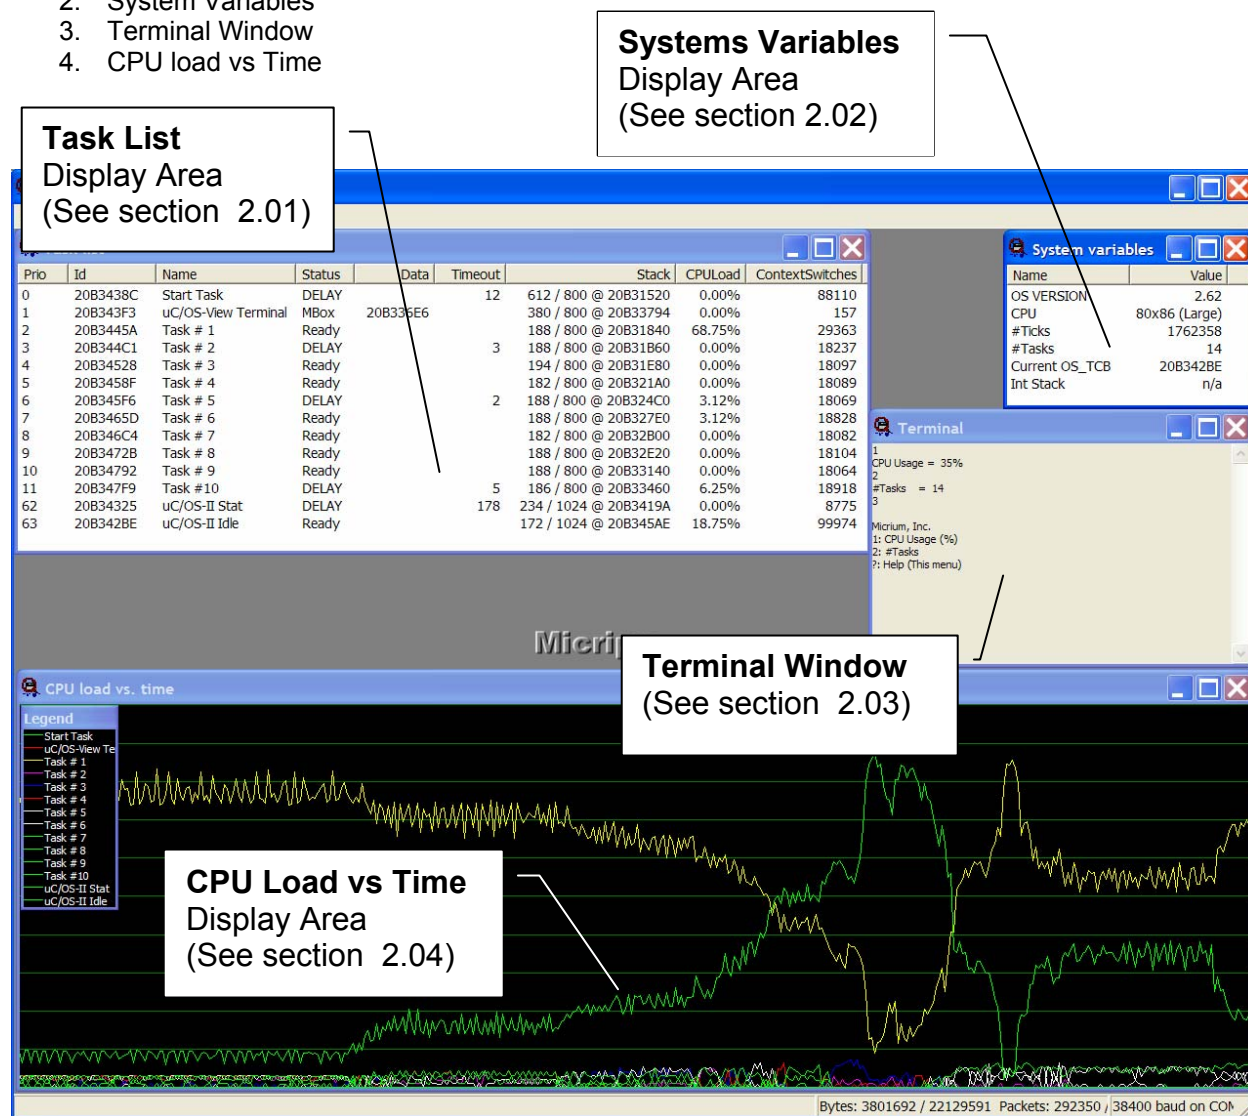 2. System Variables
3. Terminal Window
4. CPU load vs Time
Systems Variables
Display Area
(See section 2.02)
Task List
Display Area
(See section 2.01)
Prio Id Name Status Data Timeout Stack CPULoad ContextSwitches
0 20B3438C Start Task DELAY 12 612 / 800 @ 20B31520 0.00% 88110
1 20B343F3 uC/OS-View Terminal MBox 20B336E6 380 / 800 @ 20B33794 0.00% 157
2 20B3445A Task # 1 Ready 188 / 800 @ 20B31840 68.75% 29363
3 20B344C1 Task # 2 DELAY 3 188 / 800 @ 20B31B60 0.00% 18237
4 20B34528 Task # 3 Ready 194 / 800 @ 20B31E80 0.00% 18097
5 20B3458F Task # 4 Ready 182 / 800 @ 20B321A0 0.00% 18089
6 20B345F6 Task # 5 DELAY 2 188 / 800 @ 20B324C0 3.12% 18069
7 20B3465D Task # 6 Ready 188 / 800 @ 20B327E0 3.12% 18828
8 20B346C4 Task # 7 Ready 182 / 800 @ 20B32B00 0.00% 18082
9 20B3472B Task # 8 Ready 188 / 800 @ 20B32E20 0.00% 18104
10 20B34792 Task # 9 Ready 188 / 800 @ 20B33140 0.00% 18064
11 20B347F9 Task #10 DELAY 5 186 / 800 @ 20B33460 6.25% 18918
62 20B34325 uC/OS-II Stat DELAY 178 234 / 1024 @ 20B3419A 0.00% 8775
63 20B342BE uC/OS-II Idle Ready 172 / 1024 @ 20B345AE 18.75% 99974
System variables
Name Value
OS VERSION 2.62
CPU 80x86 (Large)
#Ticks 1762358
#Tasks 14
Current OS_TCB 20B342BE
Int Stack n/a
Terminal
1
CPU Usage = 35%
2
#Tasks = 14
3
Micrium, Inc.
1: CPU Usage (%)
2: #Tasks
?: Help (This menu)
Terminal Window
(See section 2.03)
CPU load vs. time
Legend
Start Task
uC/OS-View Te
Task # 1
Task # 2
Task # 3
Task # 4
Task # 5
Task # 6
Task # 7
Task # 8
Task # 9
Task #10
uC/OS-II Stat
uC/OS-II Idle
CPU Load vs Time
Display Area
(See section 2.04)
Bytes: 3801692 / 22129591 Packets: 292350 / 38400 baud on COM